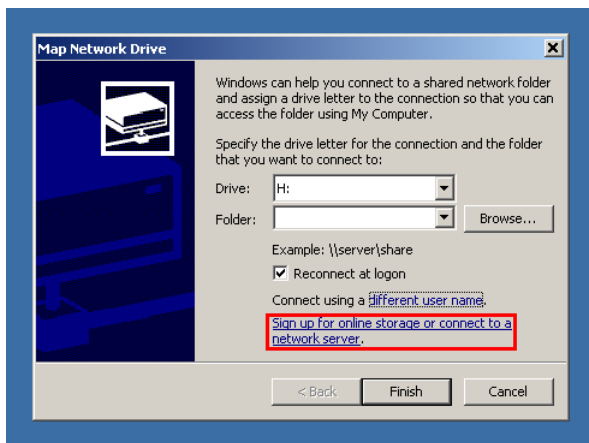 Map Network Drive
Windows can help you connect to a shared network folder
and assign a drive letter to the connection so that you can
access the folder using My Computer.
Specify the drive letter for the connection and the folder
that you want to connect to:
Drive: H:
Folder: Browse...
Example: \\server\share
Reconnect at logon
Connect using a different user name.
Sign up for online storage or connect to a
network server.
< Back Finish Cancel